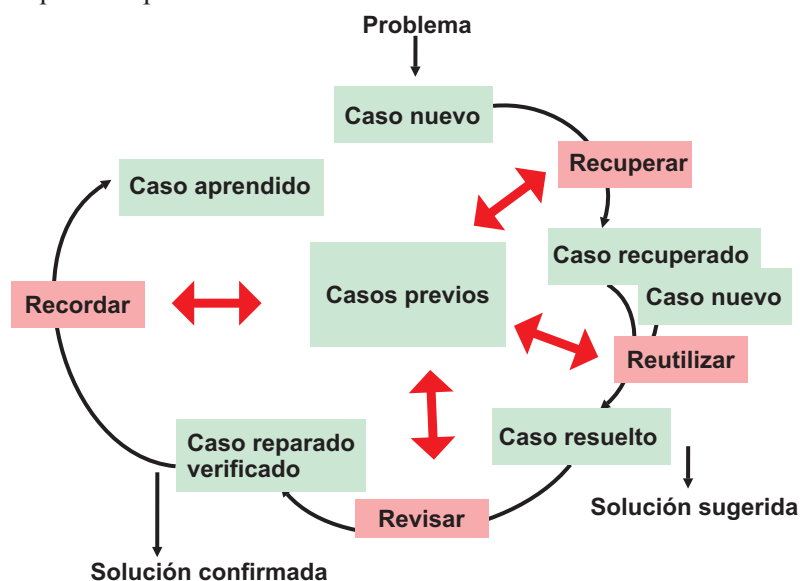 Problema
Caso nuevo
Recuperar
Caso aprendido
Caso recuperado
Caso nuevo
Casos previos
Recordar
Reutilizar
Caso resuelto
Caso reparado
verificado
Solución sugerida
Revisar
Solución confirmada